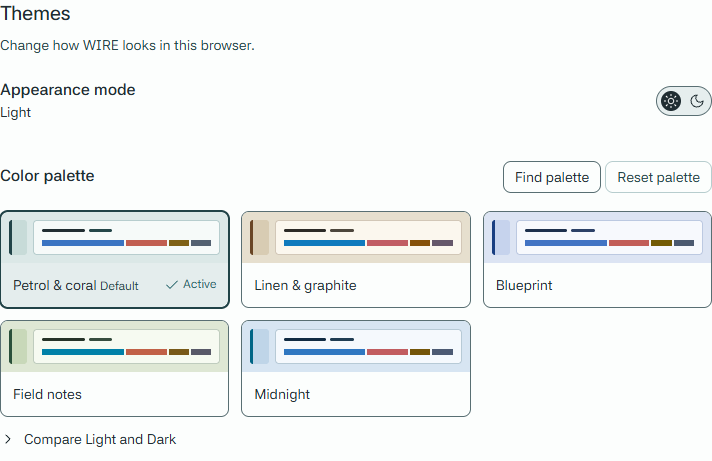 Themes
Change how WIRE looks in this browser.
Appearance mode
Light
Color palette
Find palette
Reset palette
Petrol & coral Default
Active
Linen & graphite
Blueprint
Field notes
Midnight
Compare Light and Dark